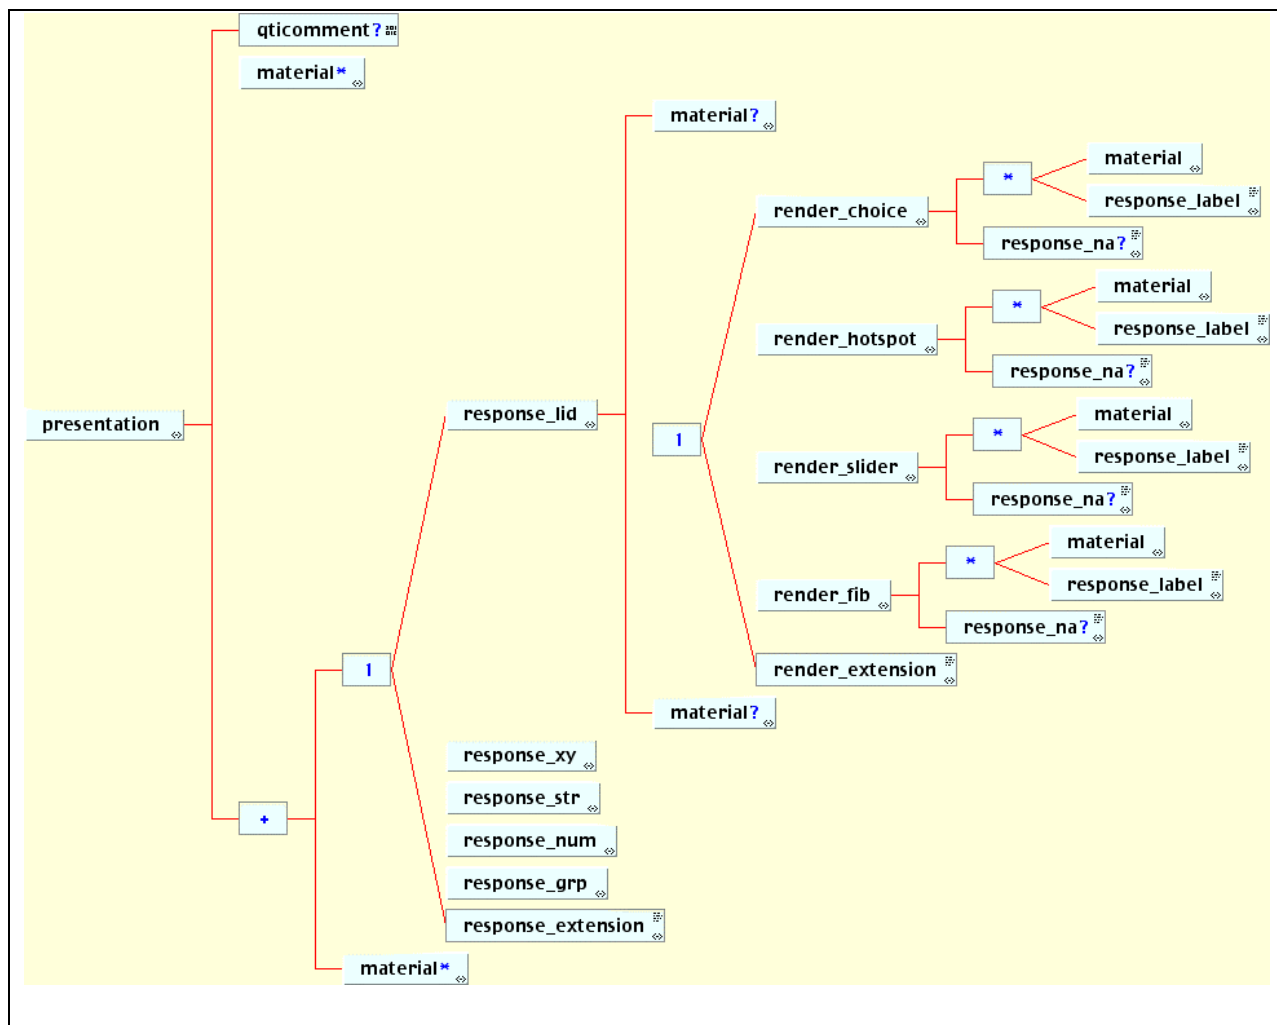 qticomment?
material*
material?
material
*
response_label
render_choice
response_na?
material
*
response_label
render_hotspot
response_na?
material
presentation
response_lid
*
1
response_label
render_slider
response_na?
material
*
response_label
render_fib
response_na?
1
render_extension
material?
response_xy
response_str
+
response_num
response_grp
response_extension
material*